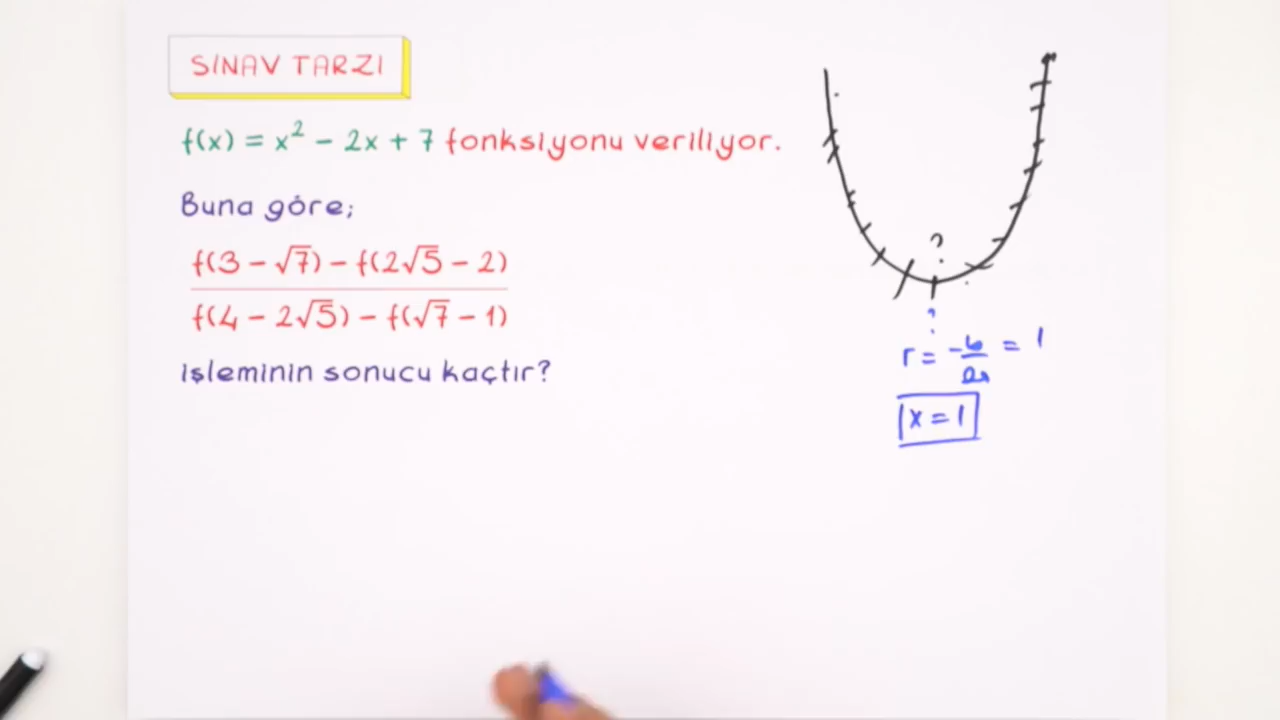 SINAV TARZI
f(x) = x² - 2x + 7 fonksiyonu veriliyor.
Buna göre;
f(3 - √7) - f(2√5 - 2)
f(4 - 2√5) - f(√7 - 1)
işleminin sonucu kaçtır?
?
?
r = -b/2a = 1
x = 1